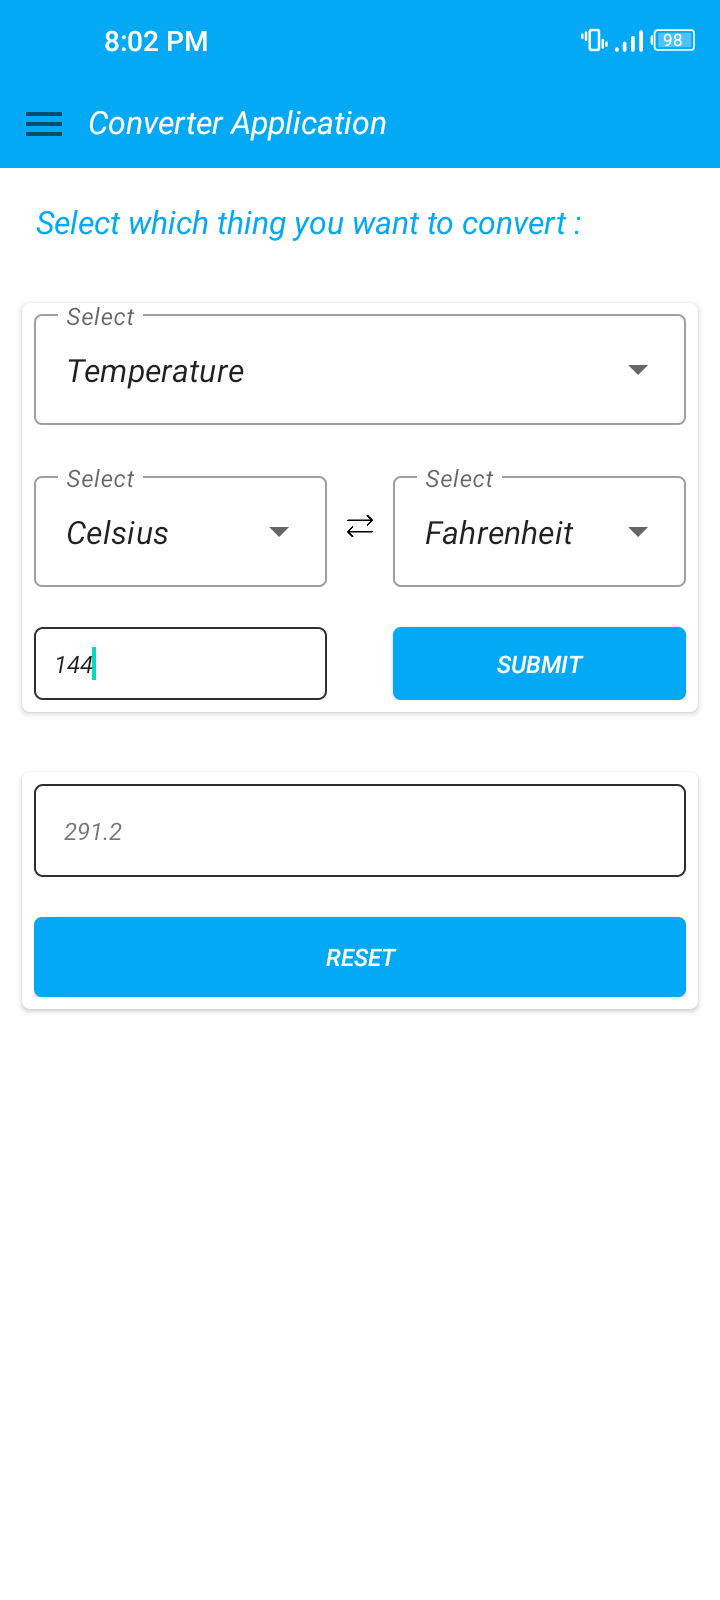 8:02 PM 98
Converter Application
Select which thing you want to convert :
Select
Temperature
Select Select
Celsius Fahrenheit
144 SUBMIT
291.2
RESET